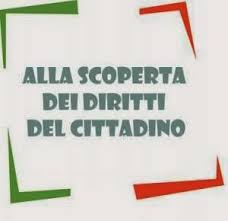 ALLA SCOPERTA
DEI DIRITTI
DEL CITTADINO